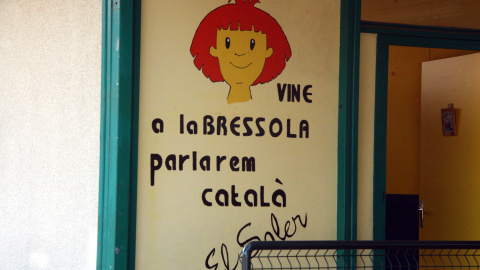 VINE
a la BRESSOLA
parlarem
català
El Soler